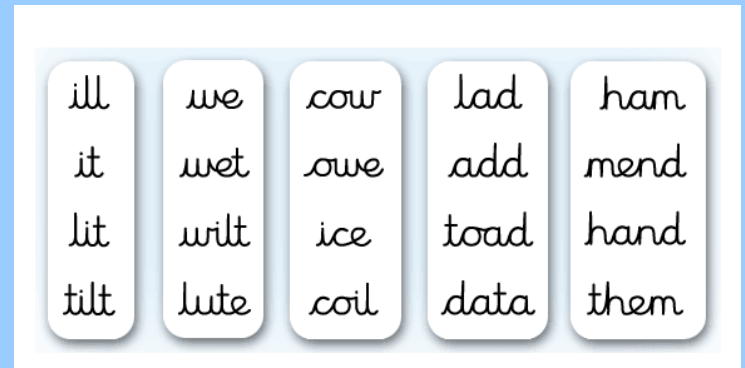 ill we cow lad ham
it wet owe add mend
lit wilt ice toad hand
tilt lute coil data them